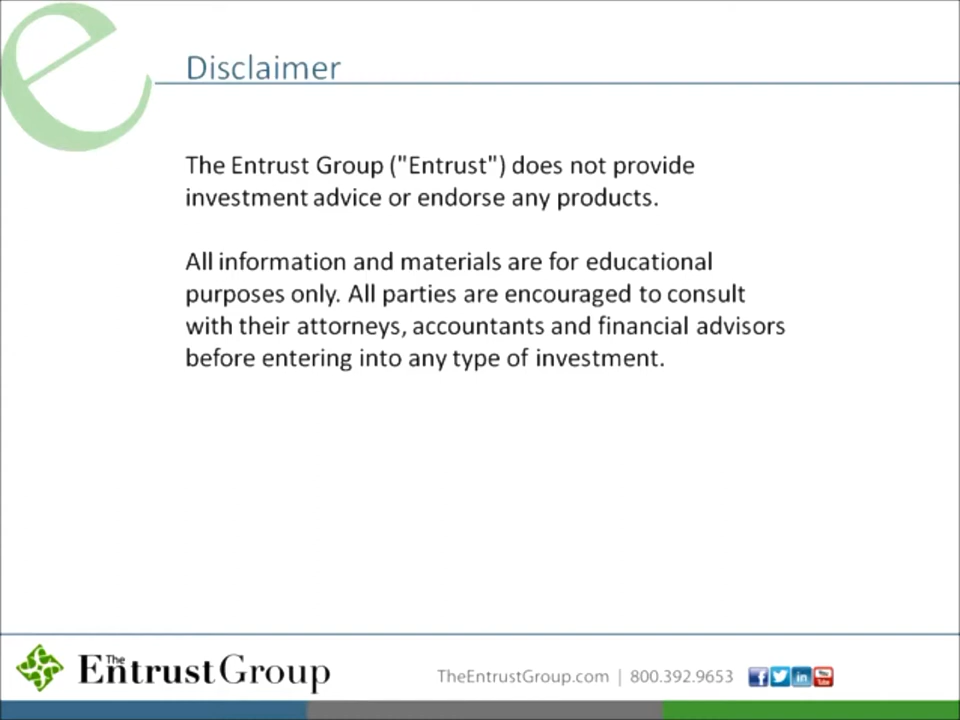 Disclaimer
The Entrust Group ("Entrust") does not provide
investment advice or endorse any products.
All information and materials are for educational
purposes only. All parties are encouraged to consult
with their attorneys, accountants and financial advisors
before entering into any type of investment.
The Entrust Group
TheEntrustGroup.com | 800.392.9653